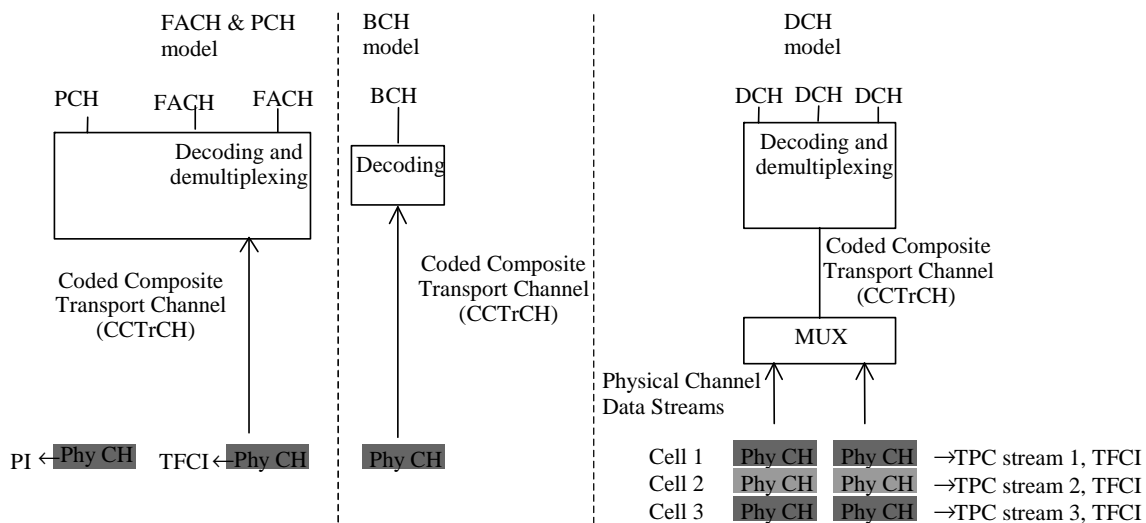 FACH & PCH
model
PCH
FACH
FACH
Decoding and
demultiplexing
Coded Composite
Transport Channel
(CCTrCH)
PI ←Phy CH
TFCI ←Phy CH
BCH
model
BCH
Decoding
Coded Composite
Transport Channel
(CCTrCH)
Phy CH
DCH
model
DCH DCH DCH
Decoding and
demultiplexing
Coded Composite
Transport Channel
(CCTrCH)
MUX
Physical Channel
Data Streams
Cell 1 Phy CH Phy CH →TPC stream 1, TFCI
Cell 2 Phy CH Phy CH →TPC stream 2, TFCI
Cell 3 Phy CH Phy CH →TPC stream 3, TFCI